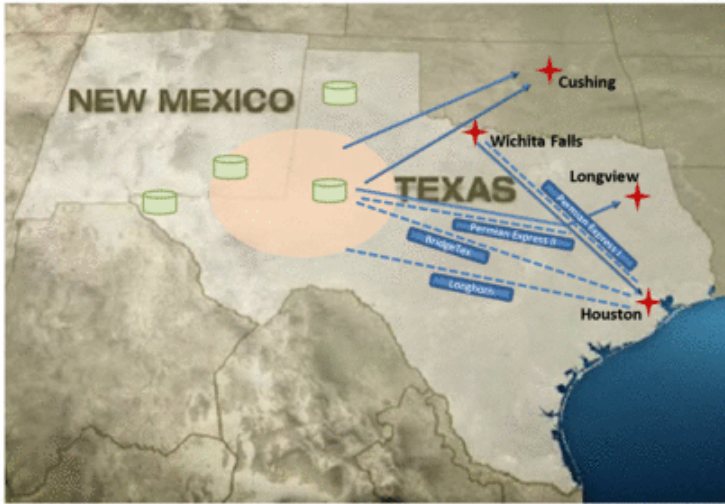 NEW MEXICO
Cushing
Wichita Falls
Longview
TEXAS
Permian Express I
Permian Express II
BridgeTex
Longhorn
Houston